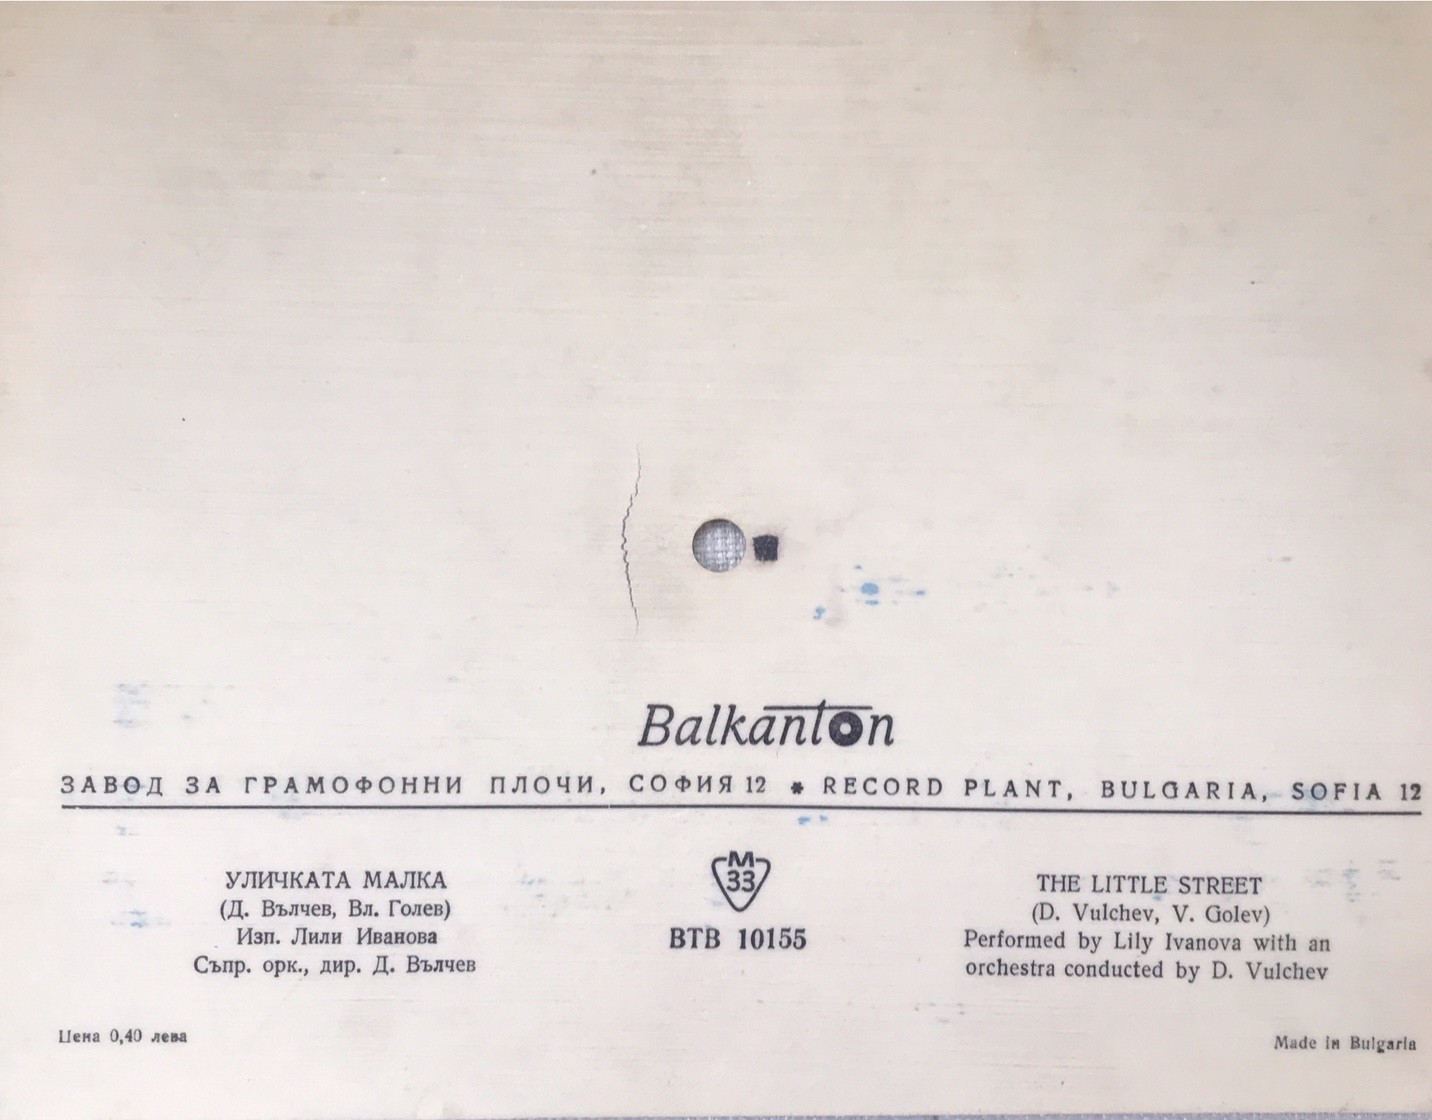 Balkanton
ЗАВОД ЗА ГРАМОФОННИ ПЛОЧИ, СОФИЯ 12 * RECORD PLANT, BULGARIA, SOFIA 12
УЛИЧКАТА МАЛКА
(Д. Вълчев, Вл. Голев)
Изп. Лили Иванова
Съпр. орк., дир. Д. Вълчев
М
33
ВТВ 10155
THE LITTLE STREET
(D. Vulchev, V. Golev)
Performed by Lily Ivanova with an
orchestra conducted by D. Vulchev
Цена 0,40 лева
Made in Bulgaria